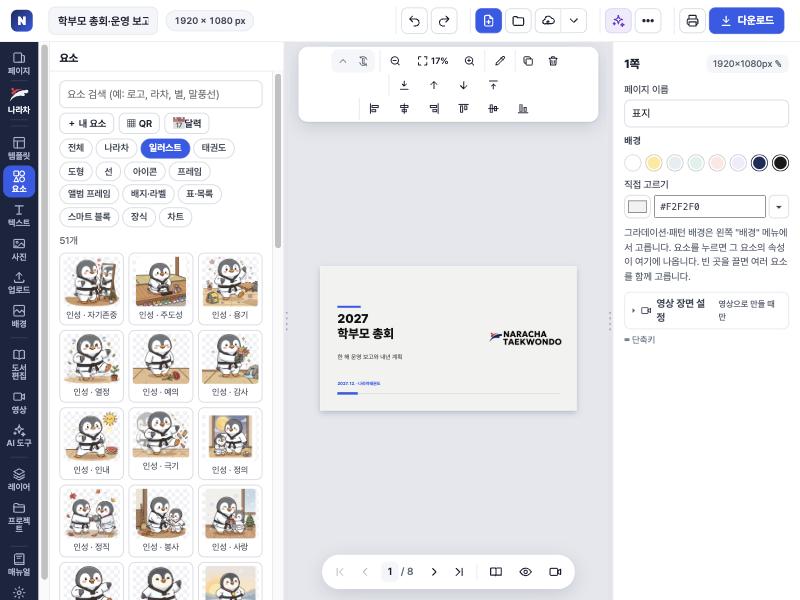 N
학부모 총회·운영 보고
1920 × 1080 px
17%
다운로드
페이지
나라차
템플릿
요소
텍스트
사진
업로드
배경
도서 편집
영상
AI 도구
레이어
프로젝트
매뉴얼
요소
요소 검색 (예: 로고, 라차, 별, 말풍선)
+ 내 요소
QR
달력
전체
나라차
일러스트
태권도
도형
선
아이콘
프레임
앨범 프레임
배지·라벨
표·목록
스마트 블록
장식
차트
51개
인성 · 자기존중
인성 · 주도성
인성 · 용기
인성 · 열정
인성 · 예의
인성 · 감사
인성 · 인내
인성 · 극기
인성 · 정의
인성 · 정직
인성 · 봉사
인성 · 사랑
2027
학부모 총회
한 해 운영 보고와 내년 계획
NARACHA
TAEKWONDO
2027.12. · 나라차태권도
1 / 8
1쪽
1920×1080px
페이지 이름
표지
배경
직접 고르기
#F2F2F0
그라데이션·패턴 배경은 왼쪽 "배경" 메뉴에
서 고릅니다. 요소를 누르면 그 요소의 속성
이 여기에 나옵니다. 빈 곳을 끌면 여러 요소
를 함께 고릅니다.
영상 장면 설정
영상으로 만들 때만
단축키